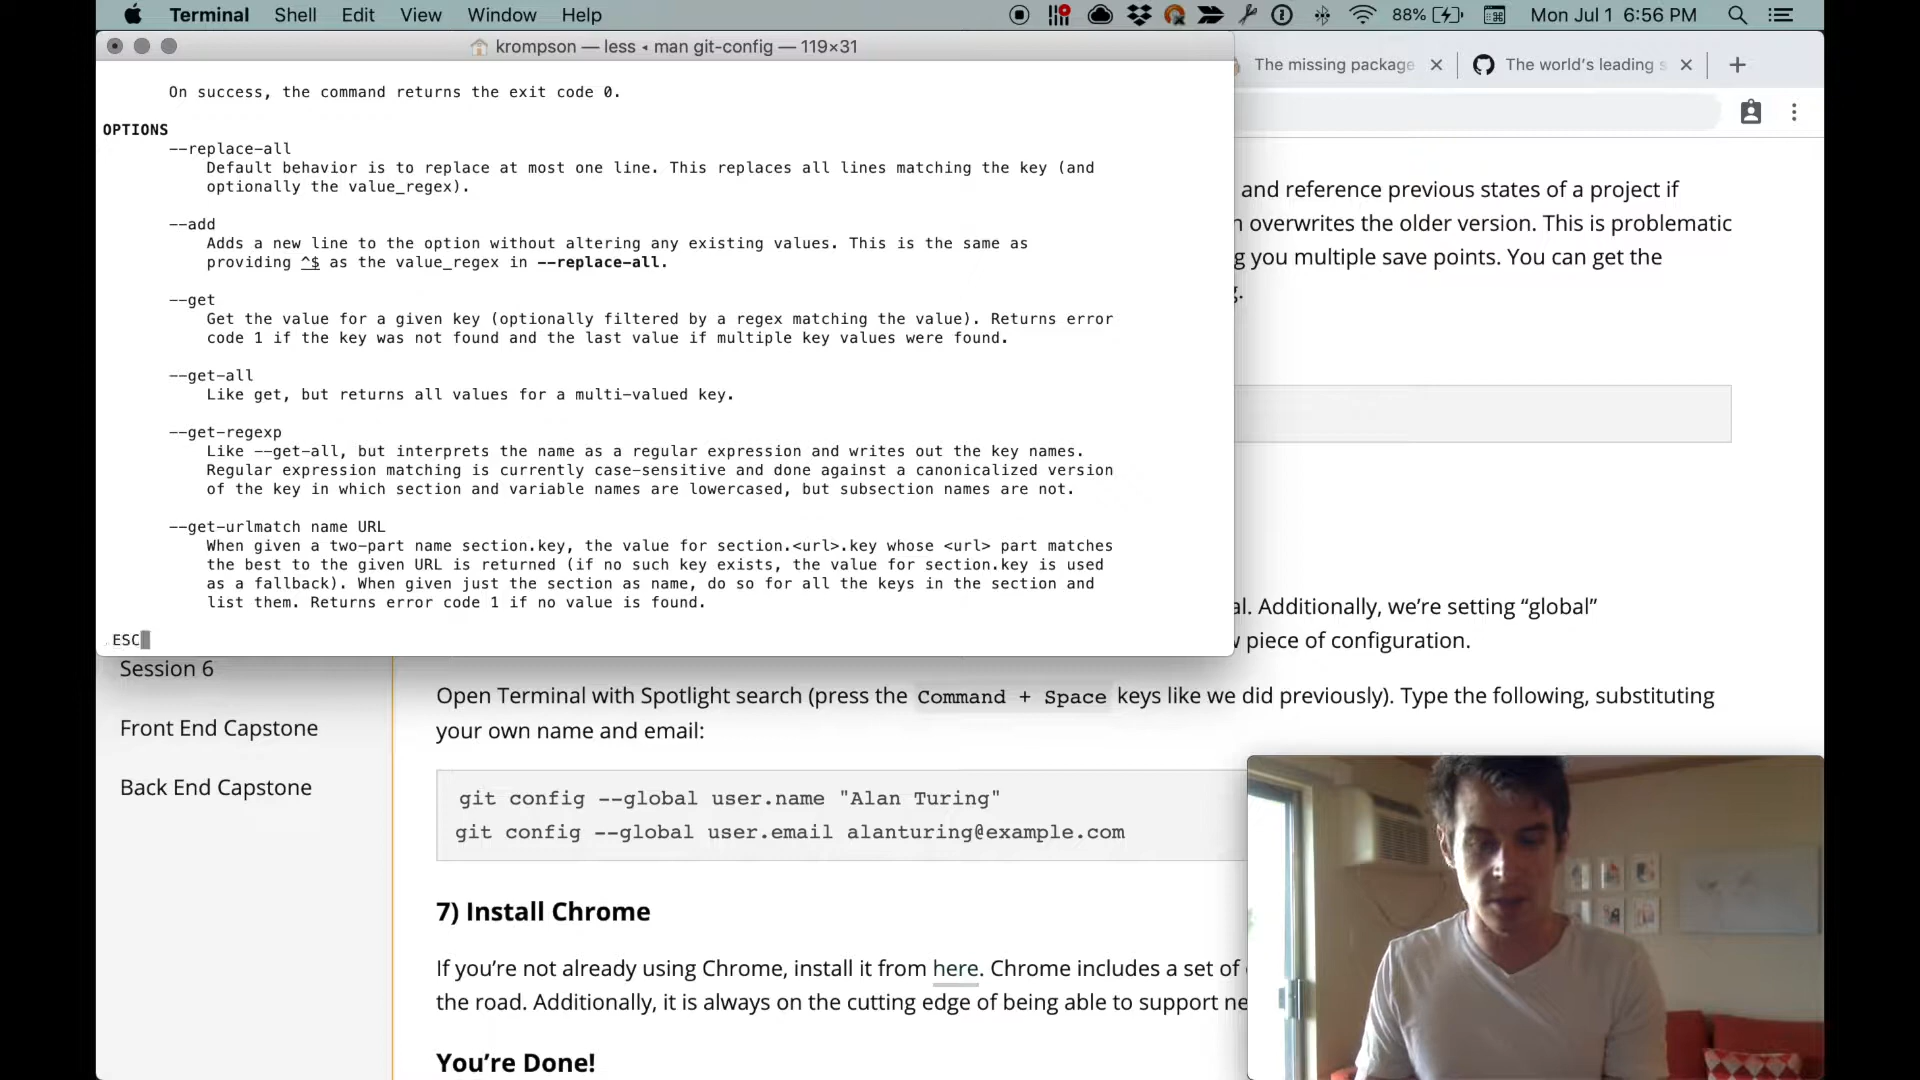 Terminal Shell Edit View Window Help 88% Mon Jul 1 6:56 PM
krompson — less ◂ man git-config — 119×31
The missing package
The world's leading s
On success, the command returns the exit code 0.
OPTIONS
--replace-all
Default behavior is to replace at most one line. This replaces all lines matching the key (and
optionally the value_regex).
--add
Adds a new line to the option without altering any existing values. This is the same as
providing ^$ as the value_regex in --replace-all.
--get
Get the value for a given key (optionally filtered by a regex matching the value). Returns error
code 1 if the key was not found and the last value if multiple key values were found.
--get-all
Like get, but returns all values for a multi-valued key.
--get-regexp
Like --get-all, but interprets the name as a regular expression and writes out the key names.
Regular expression matching is currently case-sensitive and done against a canonicalized version
of the key in which section and variable names are lowercased, but subsection names are not.
--get-urlmatch name URL
When given a two-part name section.key, the value for section.<url>.key whose <url> part matches
the best to the given URL is returned (if no such key exists, the value for section.key is used
as a fallback). When given just the section as name, do so for all the keys in the section and
list them. Returns error code 1 if no value is found.
ESC
and reference previous states of a project if
overwrites the older version. This is problematic
g you multiple save points. You can get the
g.
al. Additionally, we're setting “global”
piece of configuration.
Session 6
Front End Capstone
Back End Capstone
Open Terminal with Spotlight search (press the Command + Space keys like we did previously). Type the following, substituting
your own name and email:
git config --global user.name "Alan Turing"
git config --global user.email alanturing@example.com
7) Install Chrome
If you’re not already using Chrome, install it from here. Chrome includes a set of
the road. Additionally, it is always on the cutting edge of being able to support ne
You’re Done!